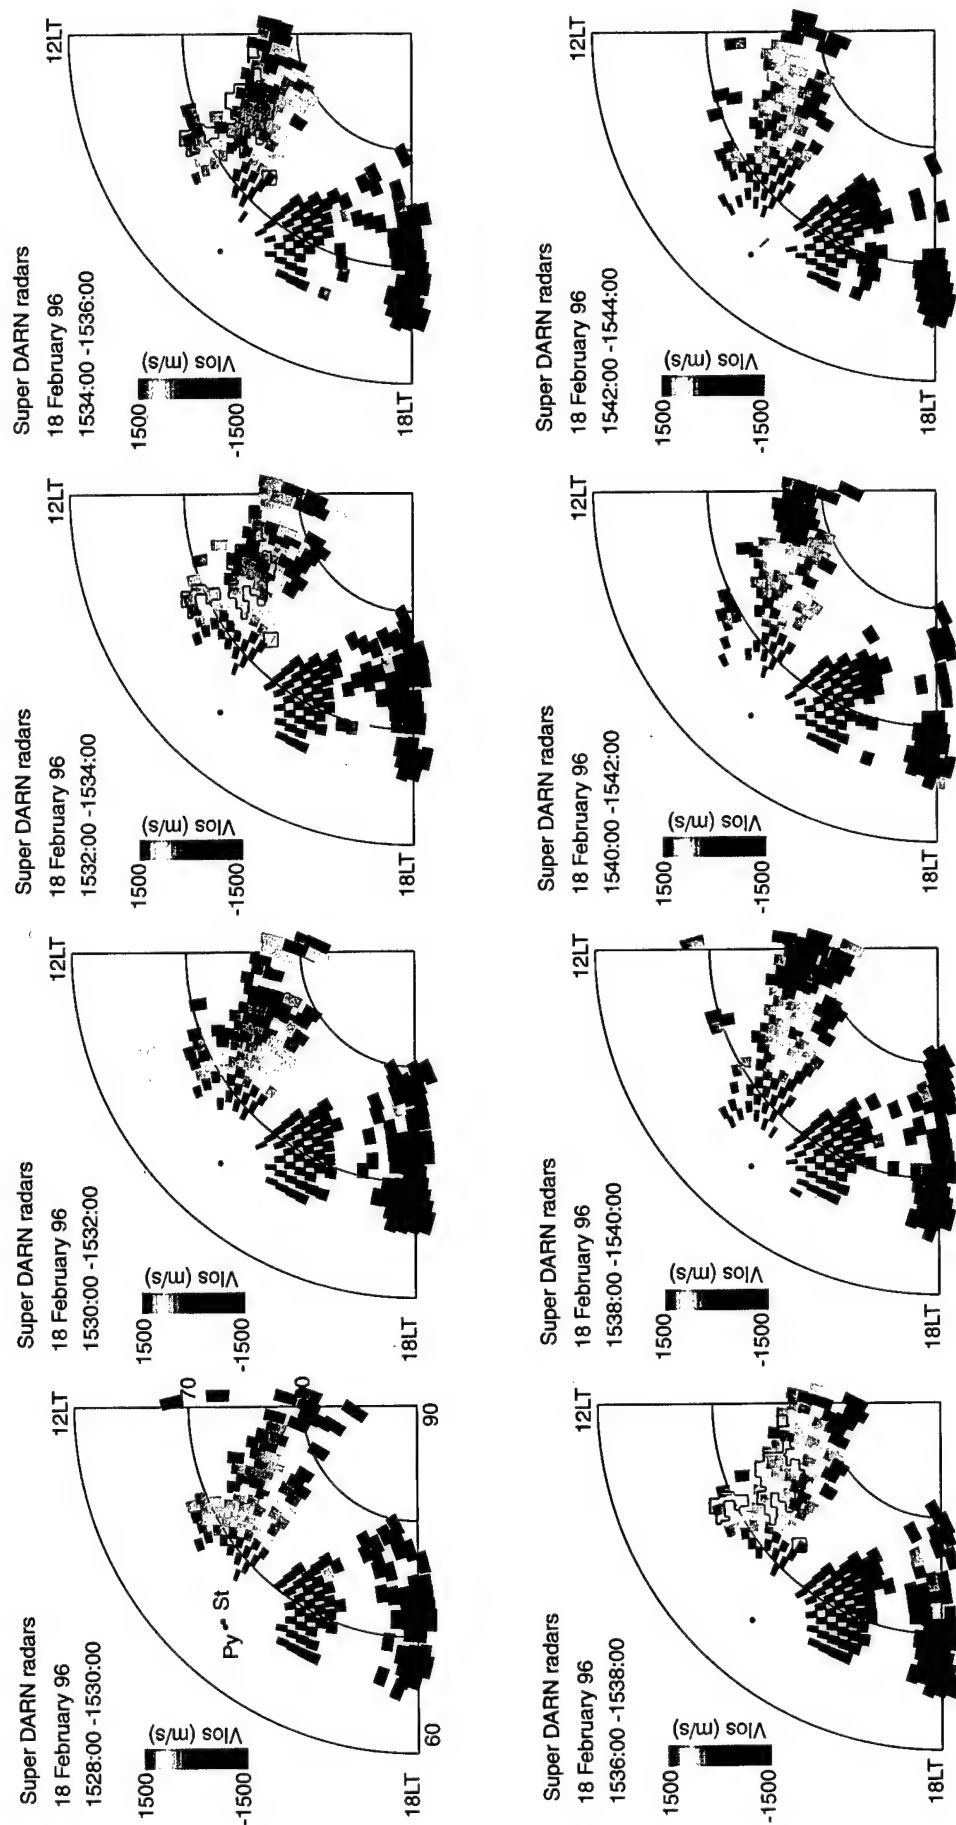 Super DARN radars
18 February 96
1528:00 -1530:00
1500
-1500
Vlos (m/s)
12LT
70
Py
St
60
90
Super DARN radars
18 February 96
1530:00 -1532:00
1500
-1500
Vlos (m/s)
12LT
18LT
Super DARN radars
18 February 96
1532:00 -1534:00
1500
-1500
Vlos (m/s)
12LT
18LT
Super DARN radars
18 February 96
1534:00 -1536:00
1500
-1500
Vlos (m/s)
12LT
18LT
Super DARN radars
18 February 96
1536:00 -1538:00
1500
-1500
Vlos (m/s)
12LT
18LT
Super DARN radars
18 February 96
1538:00 -1540:00
1500
-1500
Vlos (m/s)
12LT
18LT
Super DARN radars
18 February 96
1540:00 -1542:00
1500
-1500
Vlos (m/s)
18LT
Super DARN radars
18 February 96
1542:00 -1544:00
1500
-1500
Vlos (m/s)
12LT
18LT